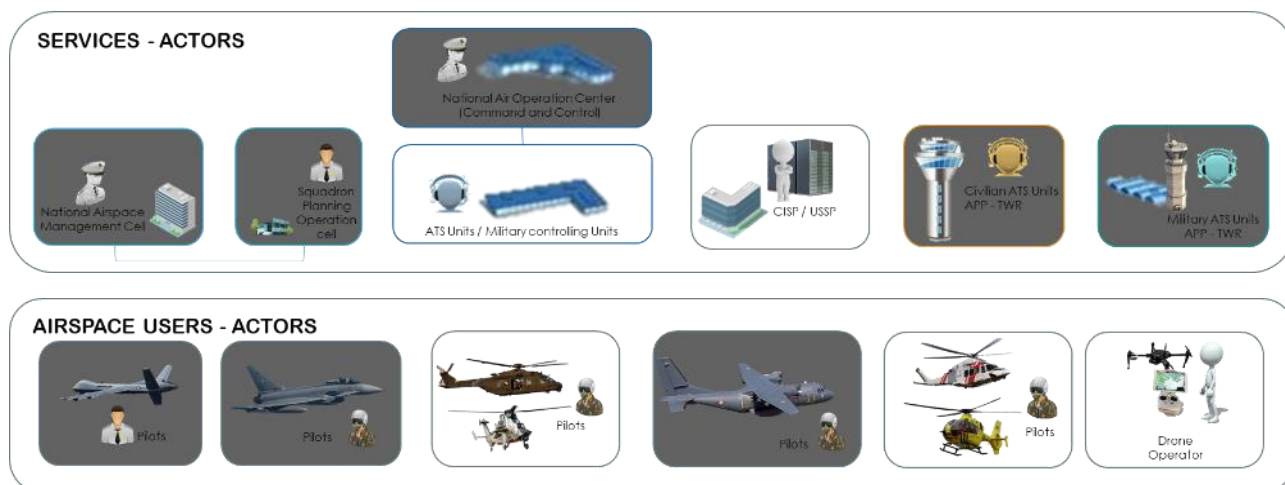 SERVICES - ACTORS
National Air Operation Center
(Command and Control)
National Airspace
Management Cell
Squadron
Planning
Operation
cell
ATS Units / Military controlling Units
CISP / USSP
Civilian ATS Units
APP - TWR
Military ATS Units
APP - TWR
AIRSPACE USERS - ACTORS
Pilots
Pilots
Pilots
Pilots
Pilots
Drone
Operator